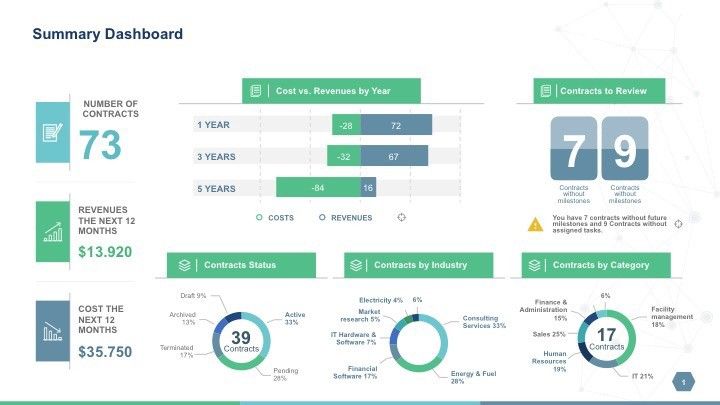 Summary Dashboard
NUMBER OF
CONTRACTS
73
REVENUES
THE NEXT 12
MONTHS
$13.920
COST THE
NEXT 12
MONTHS
$35.750
Cost vs. Revenues by Year
1 YEAR
-28
72
3 YEARS
-32
67
5 YEARS
-84
16
COSTS
REVENUES
Contracts to Review
7
9
Contracts
without
milestones
Contracts
without
milestones
You have 7 contracts without future
milestones and 9 Contracts without
assigned tasks.
Contracts Status
Draft 9%
Archived
13%
Terminated
17%
Active
33%
Pending
28%
39
Contracts
Contracts by Industry
Electricity 4%
6%
Market
research 5%
IT Hardware &
Software 7%
Financial
Software 17%
Consulting
Services 33%
Energy & Fuel
28%
Contracts by Category
6%
Finance &
Administration
15%
Sales 25%
Human
Resources
19%
Facility
management
18%
IT 21%
17
Contracts
1